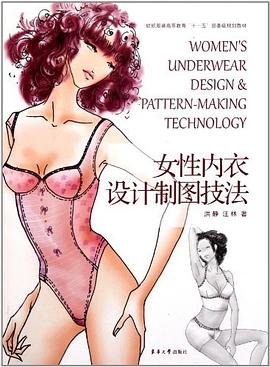 纺织服装高等教育“十一五”部委级规划教材
WOMEN'S
UNDERWEAR
DESIGN &
PATTERN-MAKING
TECHNOLOGY
女性内衣
设计制图技法
洪静 汪林 著
东华大学出版社